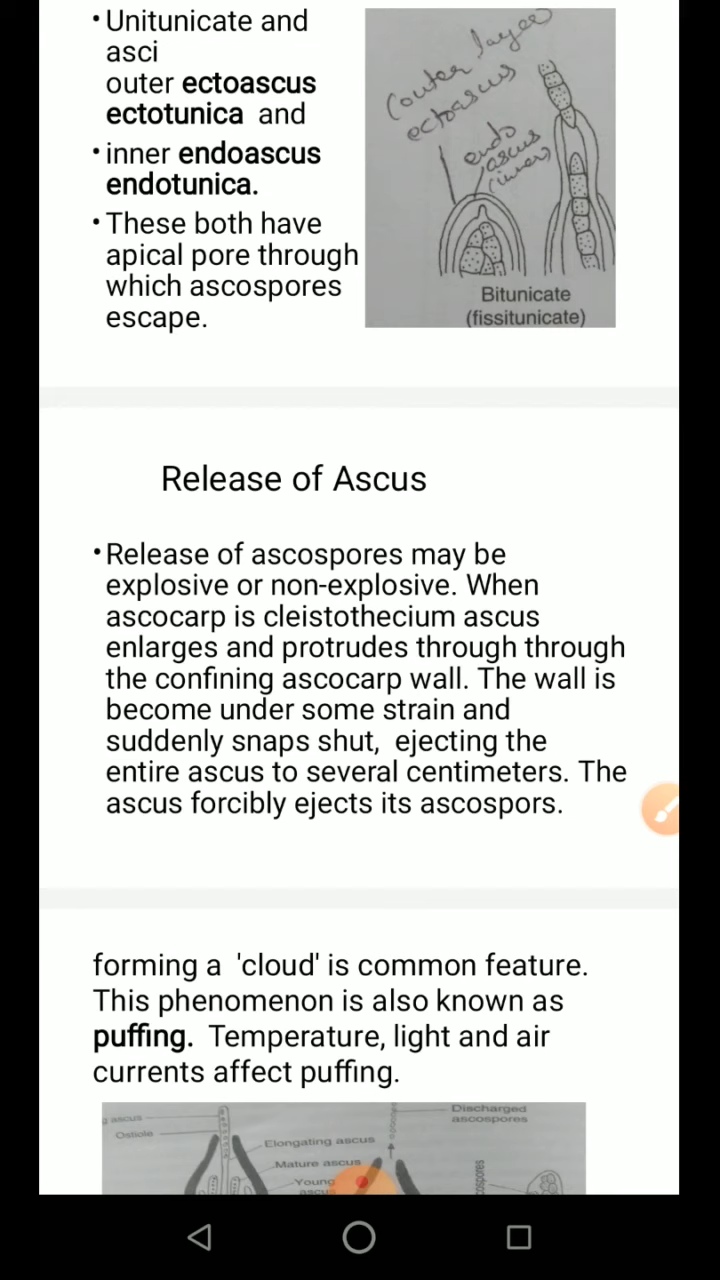 •Unitunicate and
asci
outer ectoascus
ectotunica and
•inner endoascus
endotunica.
•These both have
apical pore through
which ascospores
escape.
(outer layer
ectoascus
endo
ascus
(inner)
Bitunicate
(fissitunicate)
Release of Ascus
•Release of ascospores may be
explosive or non-explosive. When
ascocarp is cleistothecium ascus
enlarges and protrudes through through
the confining ascocarp wall. The wall is
become under some strain and
suddenly snaps shut, ejecting the
entire ascus to several centimeters. The
ascus forcibly ejects its ascospors.
forming a 'cloud' is common feature.
This phenomenon is also known as
puffing. Temperature, light and air
currents affect puffing.
g ascus
Ostiole
Elongating ascus
Mature ascus
Young
Discharged
ascospores